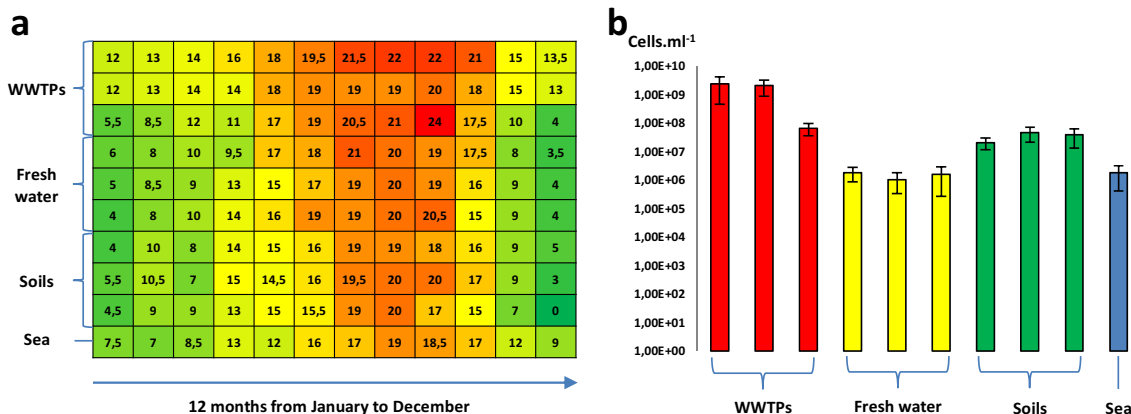 a
WWTPs
Fresh
water
Soils
Sea
12 13 14 16 18 19,5 21,5 22 22 21 15 13,5
12 13 14 14 18 19 19 19 20 18 15 13
5,5 8,5 12 11 17 19 20,5 21 24 17,5 10 4
6 8 10 9,5 17 18 21 20 19 17,5 8 3,5
5 8,5 9 13 15 17 19 20 19 16 9 4
4 8 10 14 16 19 19 20 20,5 15 9 4
4 10 8 14 15 16 19 19 18 16 9 5
5,5 10,5 7 15 14,5 16 19,5 20 20 17 9 3
4,5 9 9 13 15 15,5 19 20 17 15 7 0
7,5 7 8,5 13 12 16 17 19 18,5 17 12 9
12 months from January to December
b
Cells.ml-1
1,00E+10
1,00E+09
1,00E+08
1,00E+07
1,00E+06
1,00E+05
1,00E+04
1,00E+03
1,00E+02
1,00E+01
1,00E+00
WWTPs Fresh water Soils Sea